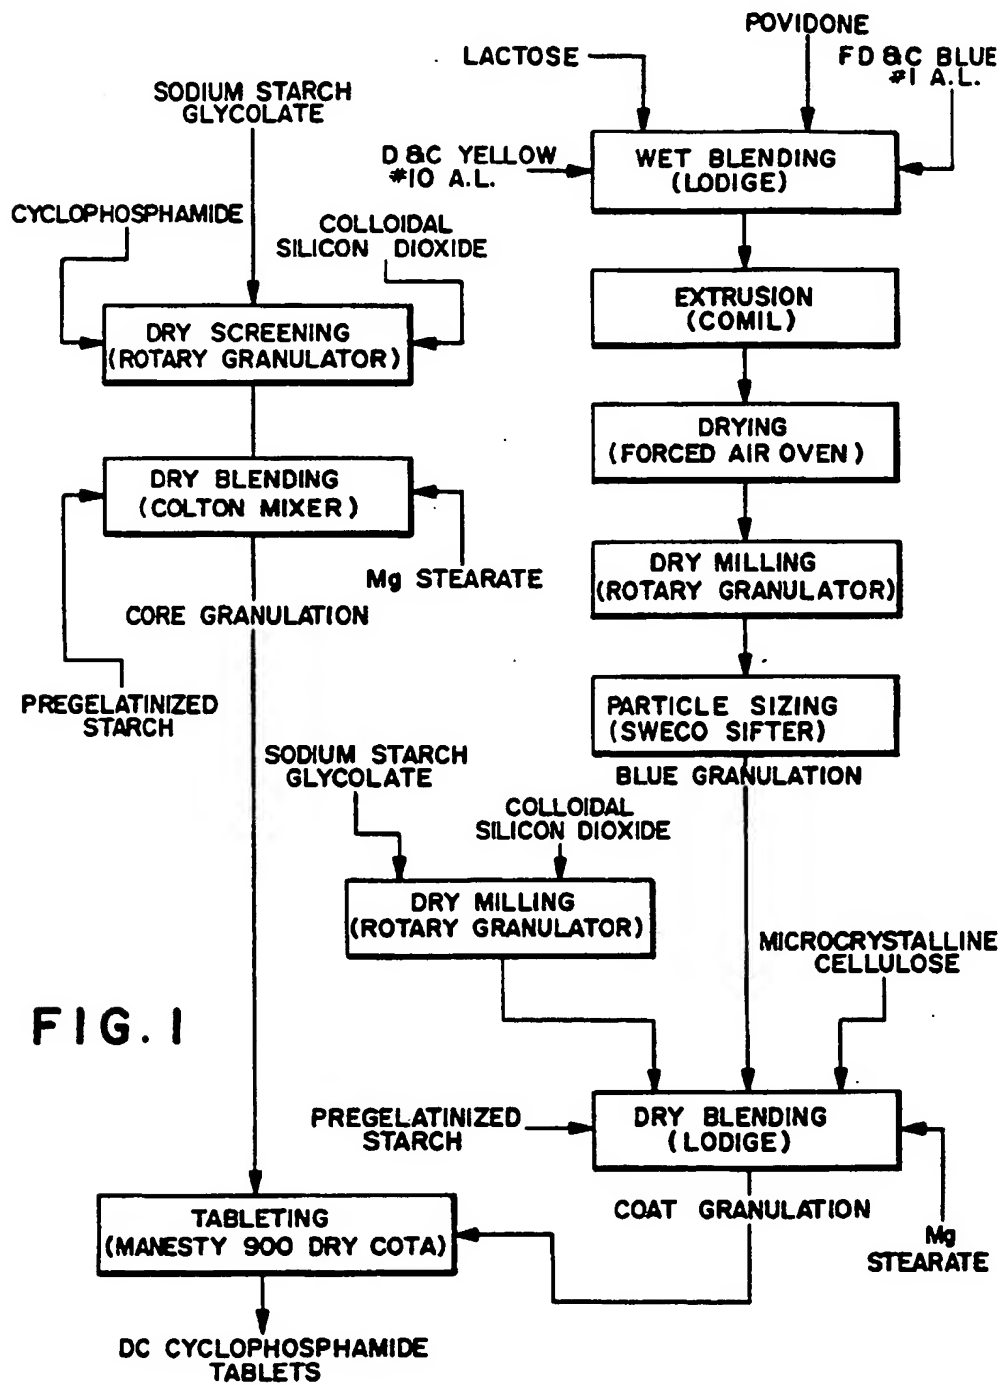 POVIDONE
LACTOSE
FD&C BLUE
#1 A.L.
SODIUM STARCH
GLYCOLATE
D&C YELLOW
#10 A.L.
WET BLENDING
(LODIGE)
CYCLOPHOSPHAMIDE
COLLOIDAL
SILICON DIOXIDE
EXTRUSION
(COMIL)
DRY SCREENING
(ROTARY GRANULATOR)
DRYING
(FORCED AIR OVEN)
DRY BLENDING
(COLTON MIXER)
DRY MILLING
(ROTARY GRANULATOR)
Mg STEARATE
CORE GRANULATION
PREGELATINIZED
STARCH
PARTICLE SIZING
(SWECO SIFTER)
BLUE GRANULATION
SODIUM STARCH
GLYCOLATE
COLLOIDAL
SILICON DIOXIDE
DRY MILLING
(ROTARY GRANULATOR)
MICROCRYSTALLINE
CELLULOSE
FIG. 1
PREGELATINIZED
STARCH
DRY BLENDING
(LODIGE)
COAT GRANULATION
Mg
STEARATE
TABLETING
(MANESTY 900 DRY COTA)
DC CYCLOPHOSPHAMIDE
TABLETS